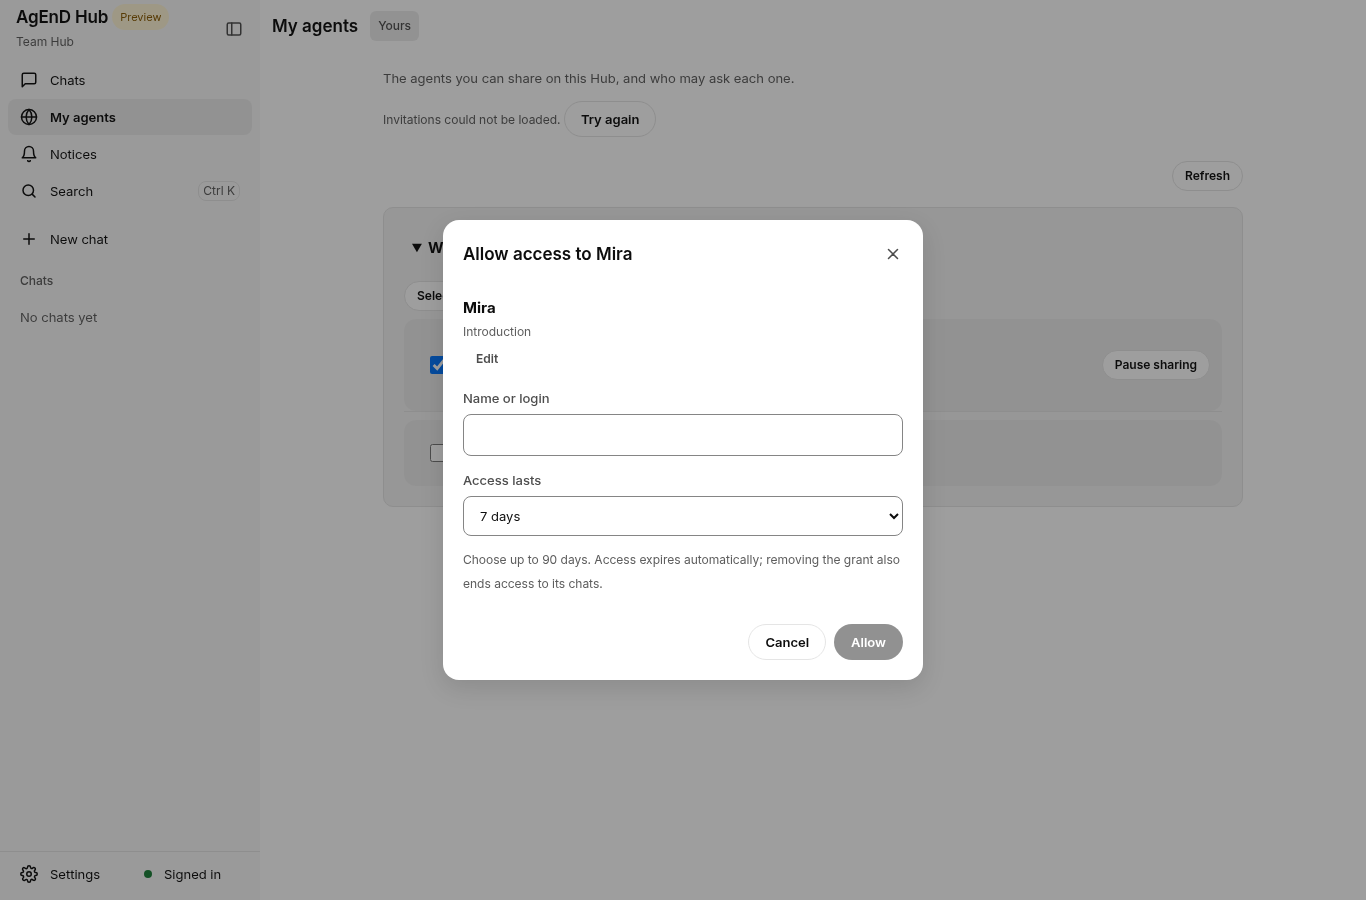 AgEnD Hub Preview
Team Hub
Chats
My agents
Notices
Search Ctrl K
New chat
Chats
No chats yet
Settings
Signed in
My agents Yours
The agents you can share on this Hub, and who may ask each one.
Invitations could not be loaded. Try again
Refresh
Pause sharing
Allow access to Mira
Mira
Introduction
Edit
Name or login
Access lasts
7 days
Choose up to 90 days. Access expires automatically; removing the grant also
ends access to its chats.
Cancel
Allow